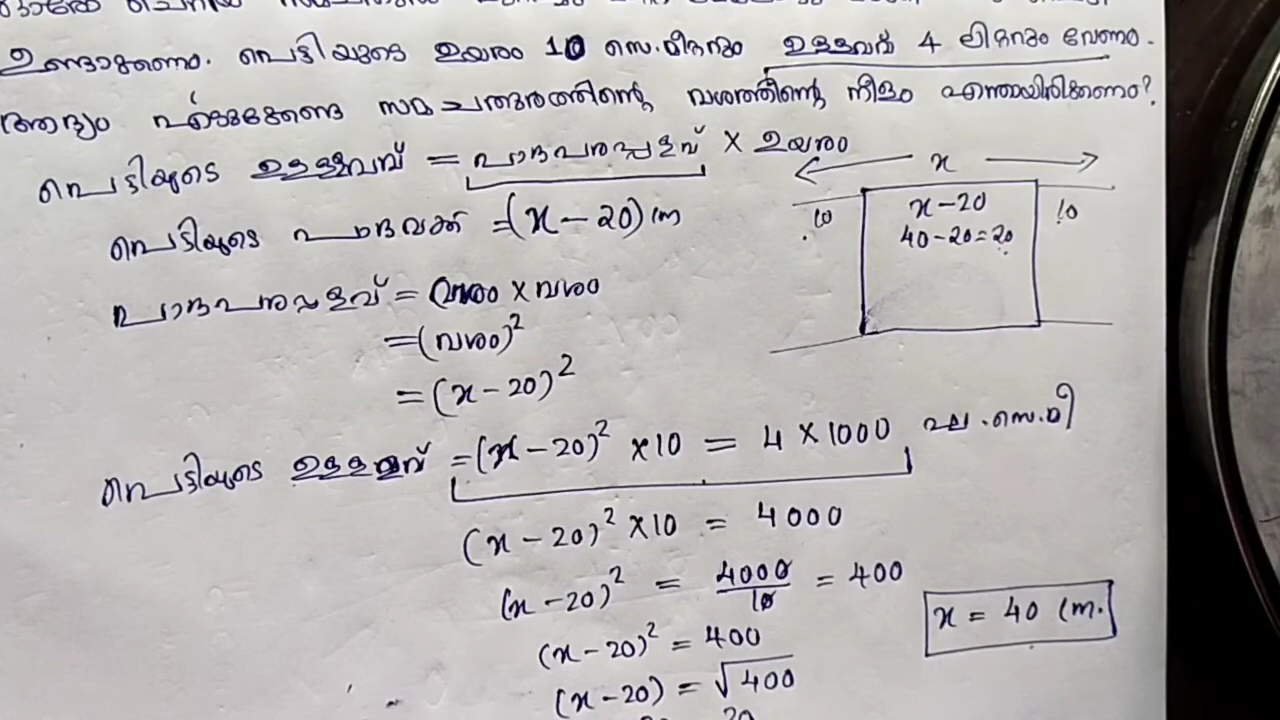 ഉണ്ടാക്കണം. പെട്ടിയുടെ ഉയരം 10 സെ.മീറ്ററും ഉള്ളളവ് 4 ലിറ്ററും വേണം.
ആദ്യം സമചതുരത്തിന്റെ വശത്തിന്റെ നീളം എന്തായിരിക്കണം?
പെട്ടിയുടെ ഉള്ളളവ് = പാദപരപ്പളവ് × ഉയരം
x
പെട്ടിയുടെ പാദവക്ക് = (x - 20) cm
10
x - 20
10
40 - 20 = 20
പാദപരപ്പളവ് = വശം × വശം
= (വശം)²
= (x - 20)²
പെട്ടിയുടെ ഉള്ളളവ് = (x - 20)² × 10 = 4 × 1000 ഘ.സെ.മീ
(x - 20)² × 10 = 4000
(x - 20)² = 4000/10 = 400
x = 40 cm.
(x - 20)² = 400
(x - 20) = √400